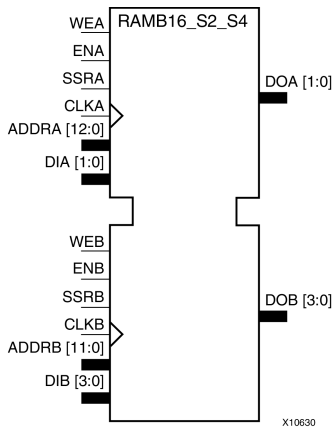 RAMB16_S2_S4
WEA
ENA
SSRA
CLKA
ADDRA [12:0]
DIA [1:0]
DOA [1:0]
WEB
ENB
SSRB
CLKB
ADDRB [11:0]
DIB [3:0]
DOB [3:0]
X10630